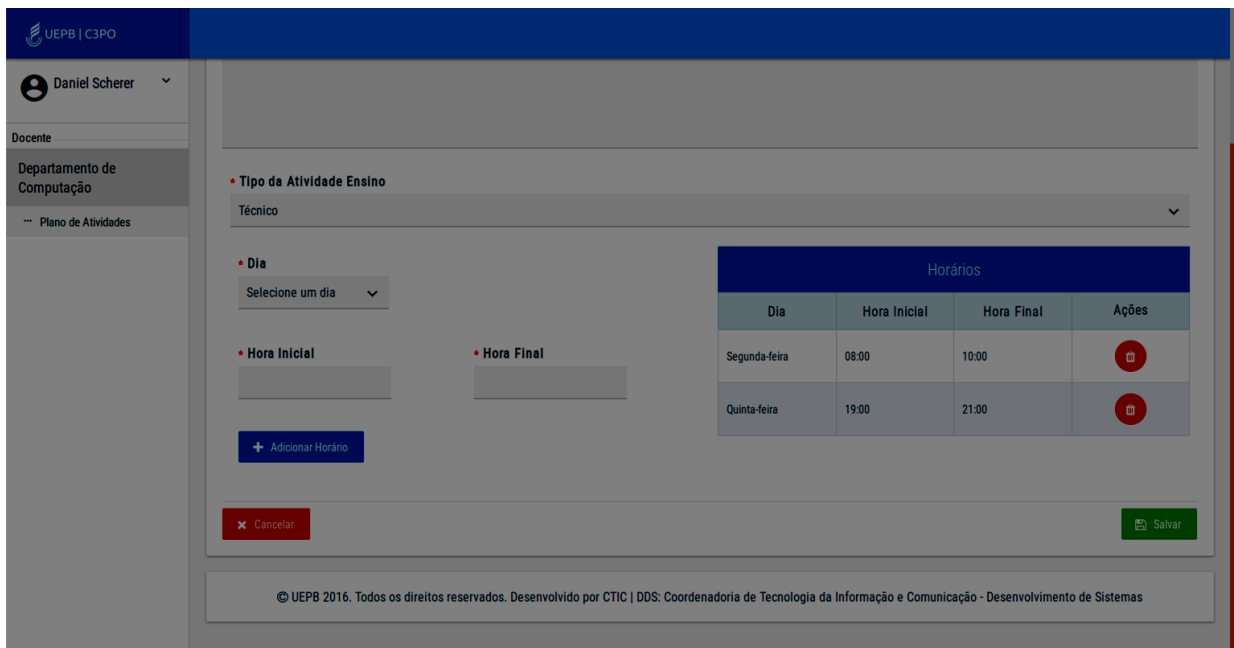 UEPB | C3PO
Daniel Scherer
Docente
Departamento de
Computação
Plano de Atividades
* Tipo da Atividade Ensino
Técnico
* Dia
Selecione um dia
* Hora Inicial
* Hora Final
+ Adicionar Horário
Horários
Dia Hora Inicial Hora Final Ações
Segunda-feira 08:00 10:00
Quinta-feira 19:00 21:00
Cancelar
Salvar
© UEPB 2016. Todos os direitos reservados. Desenvolvido por CTIC | DDS: Coordenadoria de Tecnologia da Informação e Comunicação - Desenvolvimento de Sistemas